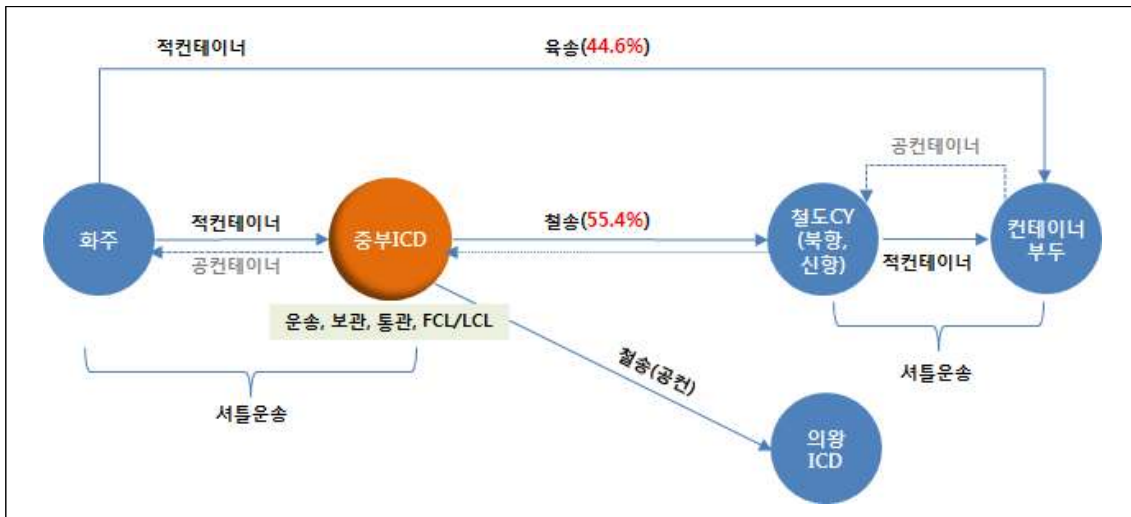 적컨테이너
육송(44.6%)
공컨테이너
화주
적컨테이너
공컨테이너
중부ICD
철송(55.4%)
철도CY
(북항,
신항)
적컨테이너
컨테이너
부두
운송, 보관, 통관, FCL/LCL
셔틀운송
철송(공컨)
셔틀운송
의왕
ICD